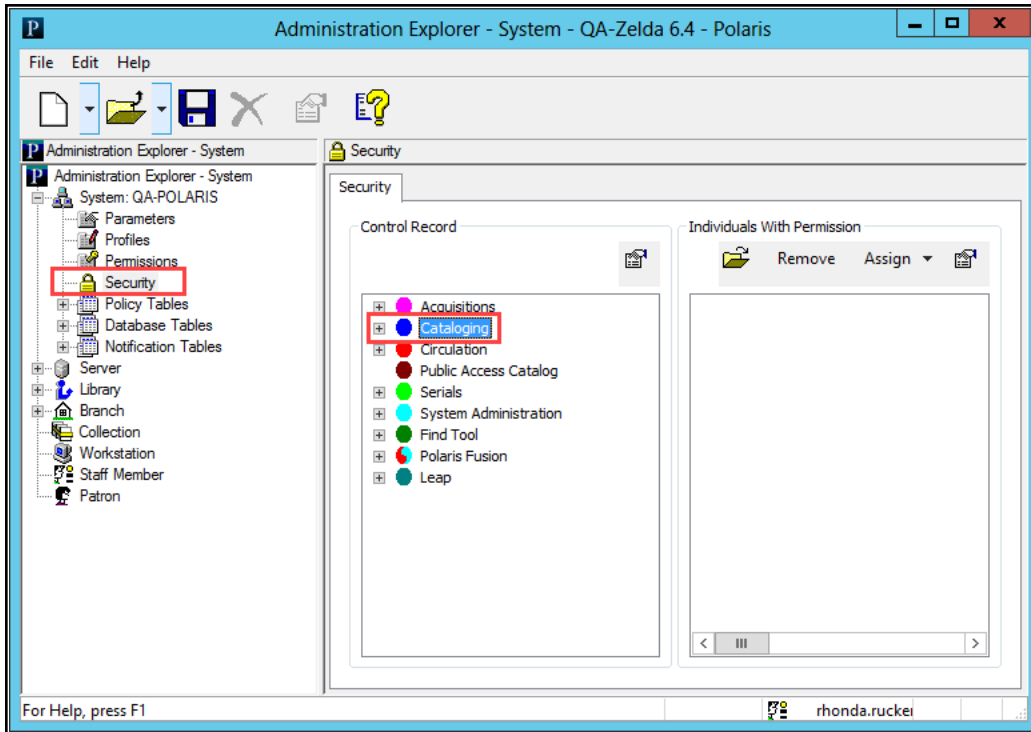 Administration Explorer - System - QA-Zelda 6.4 - Polaris
File Edit Help
Administration Explorer - System
Administration Explorer - System
System: QA-POLARIS
Parameters
Profiles
Permissions
Security
Policy Tables
Database Tables
Notification Tables
Server
Library
Branch
Collection
Workstation
Staff Member
Patron
Security
Security
Control Record
Acquisitions
Cataloging
Circulation
Public Access Catalog
Serials
System Administration
Find Tool
Polaris Fusion
Leap
Individuals With Permission
Remove Assign
For Help, press F1
rhonda.rucker